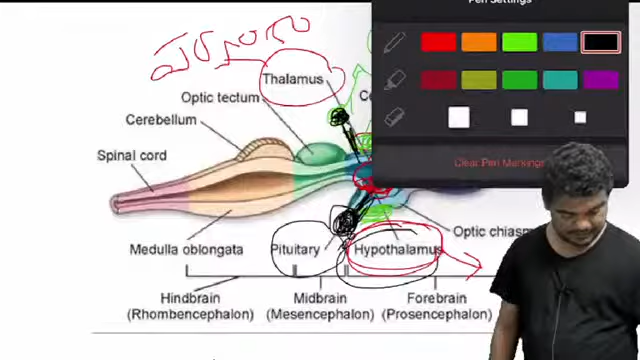 Pen Settings
Thalamus
Optic tectum
Cerebellum
Spinal cord
Clear Pen Markings
Optic chiasm
Medulla oblongata
Pituitary
Hypothalamus
Hindbrain
(Rhombencephalon)
Midbrain
(Mesencephalon)
Forebrain
(Prosencephalon)